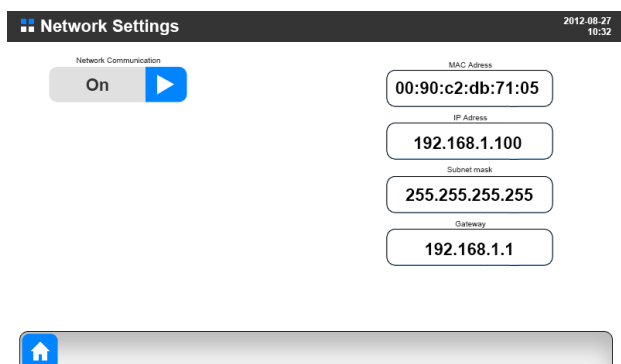 Network Settings
2012-08-27
10:32
Network Communication
On
MAC Adress
00:90:c2:db:71:05
IP Adress
192.168.1.100
Subnet mask
255.255.255.255
Gateway
192.168.1.1